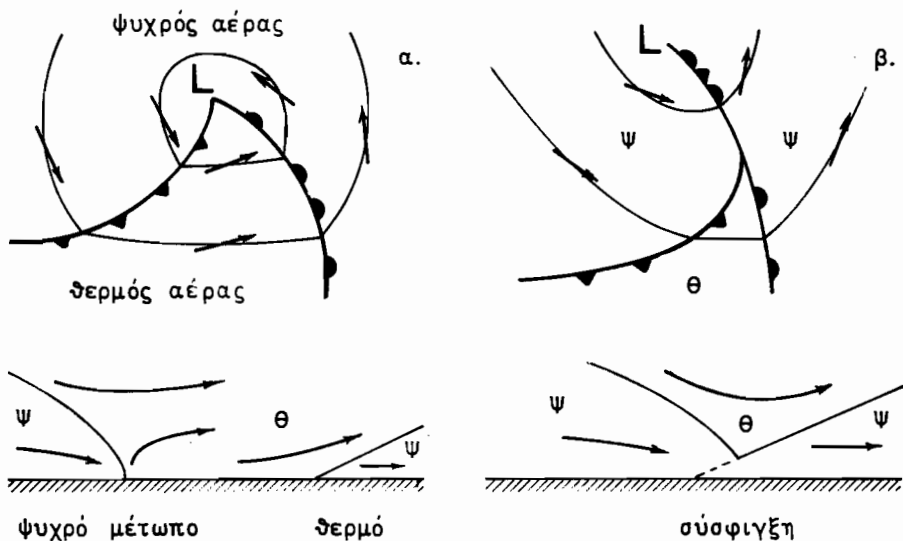 ψυχρός αέρας
α.
L
θερμός αέρας
L
β.
Ψ
Ψ
θ
Ψ
θ
Ψ
ψυχρό μέτωπο
θερμό
Ψ
θ
Ψ
σύσφιγξη